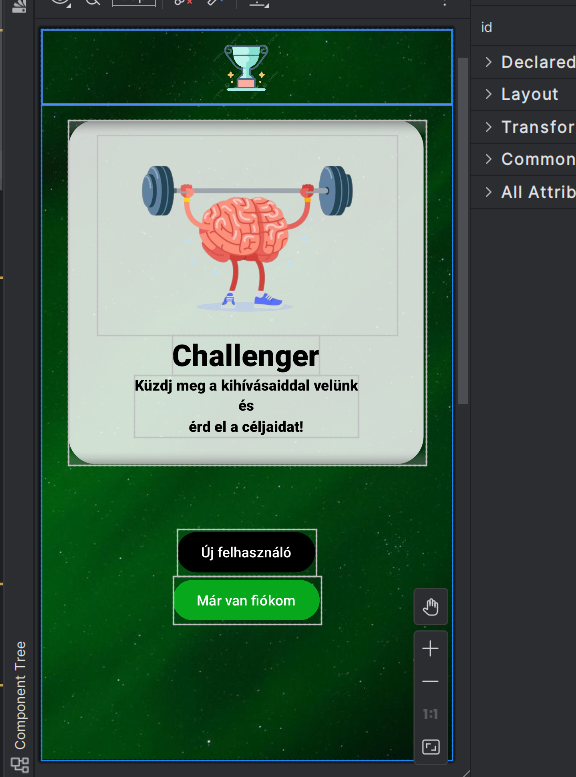 id
Declared
Layout
Transfor
Common
All Attrib
Challenger
Küzdj meg a kihívásaiddal velünk
és
érd el a céljaidat!
Új felhasználó
Már van fiókom
1:1
Component Tree